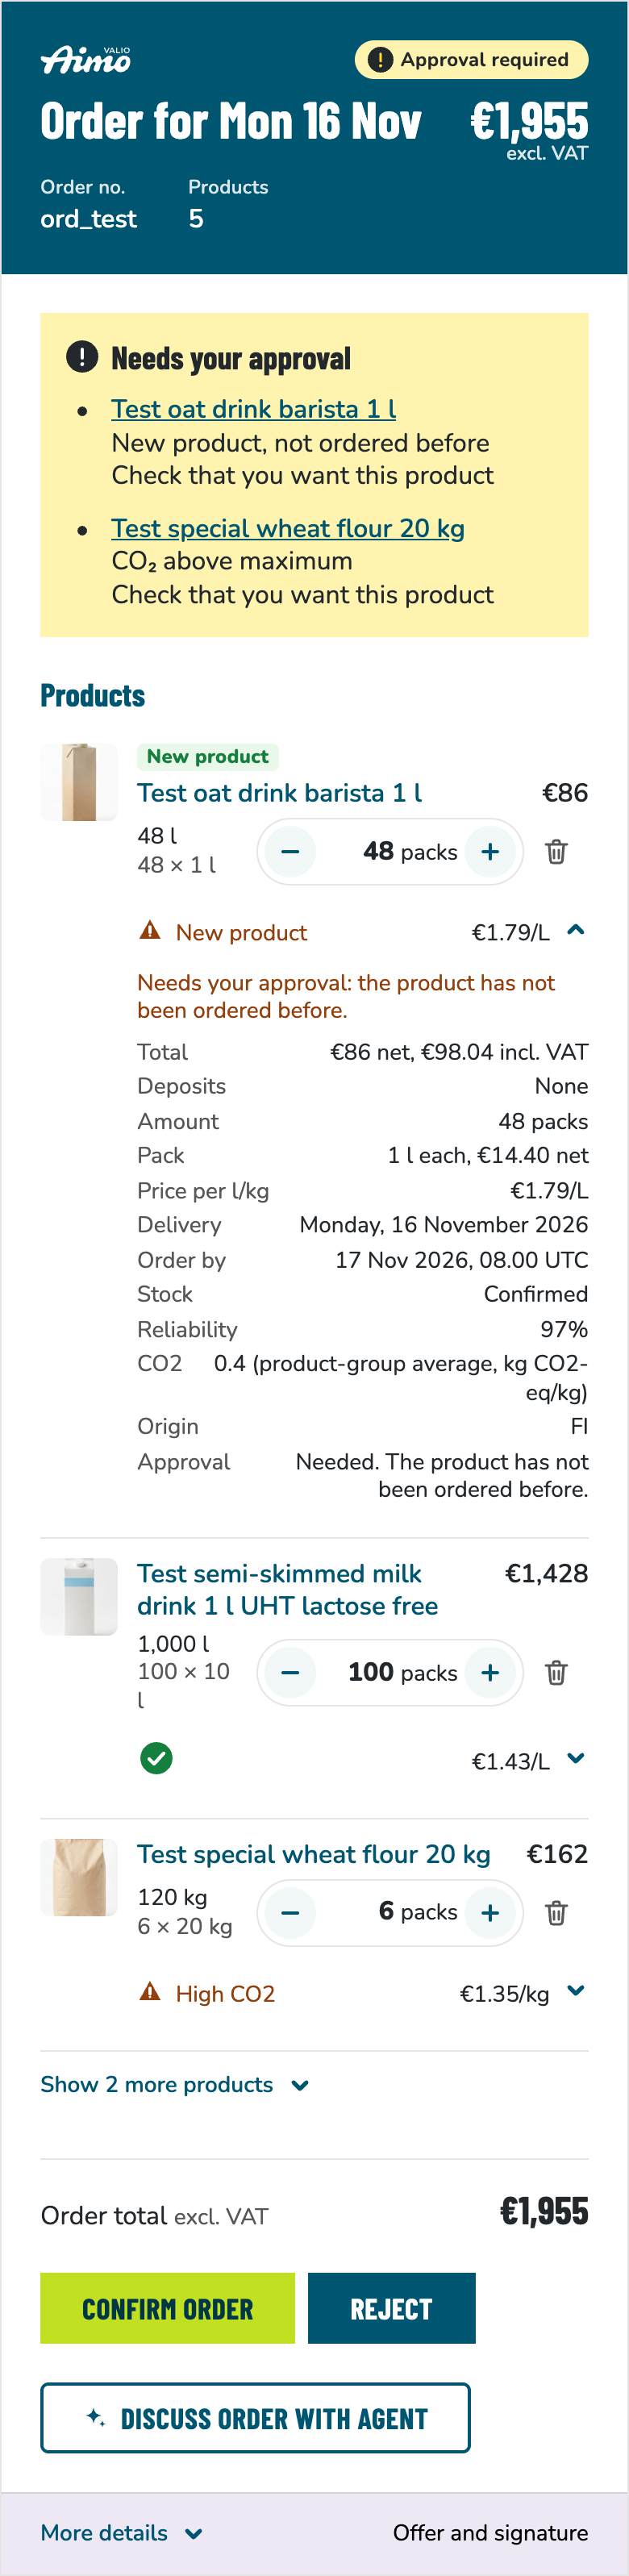 VALIO
Aimo
Approval required
Order for Mon 16 Nov €1,955
excl. VAT
Order no. Products
ord_test 5
Needs your approval
• Test oat drink barista 1 l
New product, not ordered before
Check that you want this product
• Test special wheat flour 20 kg
CO₂ above maximum
Check that you want this product
Products
New product
Test oat drink barista 1 l €86
48 l
48 × 1 l
− 48 packs +
New product €1.79/L
Needs your approval: the product has not
been ordered before.
Total €86 net, €98.04 incl. VAT
Deposits None
Amount 48 packs
Pack 1 l each, €14.40 net
Price per l/kg €1.79/L
Delivery Monday, 16 November 2026
Order by 17 Nov 2026, 08.00 UTC
Stock Confirmed
Reliability 97%
CO2 0.4 (product-group average, kg CO2-
eq/kg)
Origin FI
Approval Needed. The product has not
been ordered before.
Test semi-skimmed milk €1,428
drink 1 l UHT lactose free
1,000 l
100 × 10
l
− 100 packs +
€1.43/L
Test special wheat flour 20 kg €162
120 kg
6 × 20 kg
− 6 packs +
High CO2 €1.35/kg
Show 2 more products
Order total excl. VAT €1,955
CONFIRM ORDER REJECT
DISCUSS ORDER WITH AGENT
More details Offer and signature